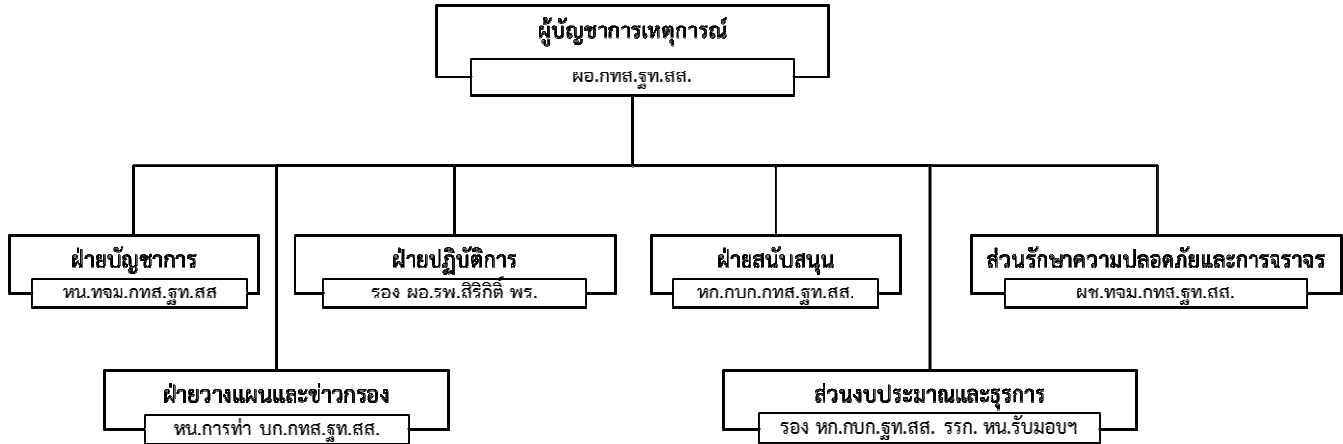 ผู้บัญชาการเหตุการณ์
ผอ.กทส.ฐท.สส.
ฝ่ายบัญชาการ
หน.ทจม.กทส.ฐท.สส
ฝ่ายปฏิบัติการ
รอง ผอ.รพ.สิริกิติ์ พร.
ฝ่ายสนับสนุน
หก.กบก.กทส.ฐท.สส.
ส่วนรักษาความปลอดภัยและการจราจร
ผช.ทจม.กทส.ฐท.สส.
ฝ่ายวางแผนและข่าวกรอง
หน.การท่า บก.กทส.ฐท.สส.
ส่วนงบประมาณและธุรการ
รอง หก.กบก.ฐท.สส. รรก. หน.รับมอบฯ